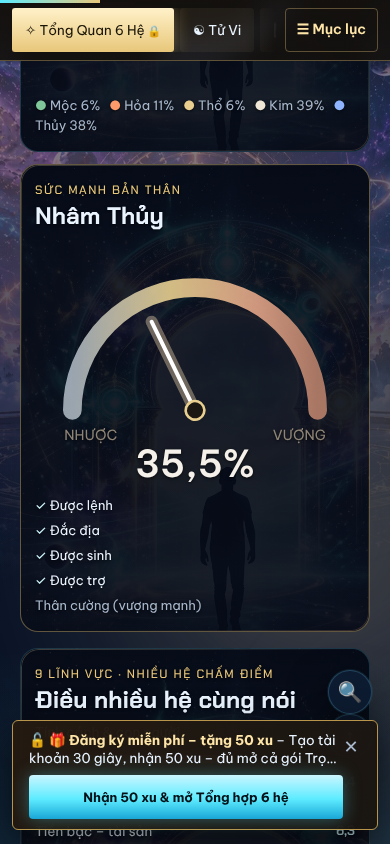 ✧ Tổng Quan 6 Hệ 🔒
☯ Tử Vi
☰ Mục lục
Mộc 6% Hỏa 11% Thổ 6% Kim 39%
Thủy 38%
SỨC MẠNH BẢN THÂN
Nhâm Thủy
NHƯỢC
VƯỢNG
35,5%
✓ Được lệnh
✓ Đắc địa
✓ Được sinh
✓ Được trợ
Thân cường (vượng mạnh)
9 LĨNH VỰC · NHIỀU HỆ CHẤM ĐIỂM
Điều nhiều hệ cùng nói
🔓 🎁 Đăng ký miễn phí – tặng 50 xu – Tạo tài
khoản 30 giây, nhận 50 xu – đủ mở cả gói Trọ...
✕
Nhận 50 xu & mở Tổng hợp 6 hệ
Tiền bạc – tài sản